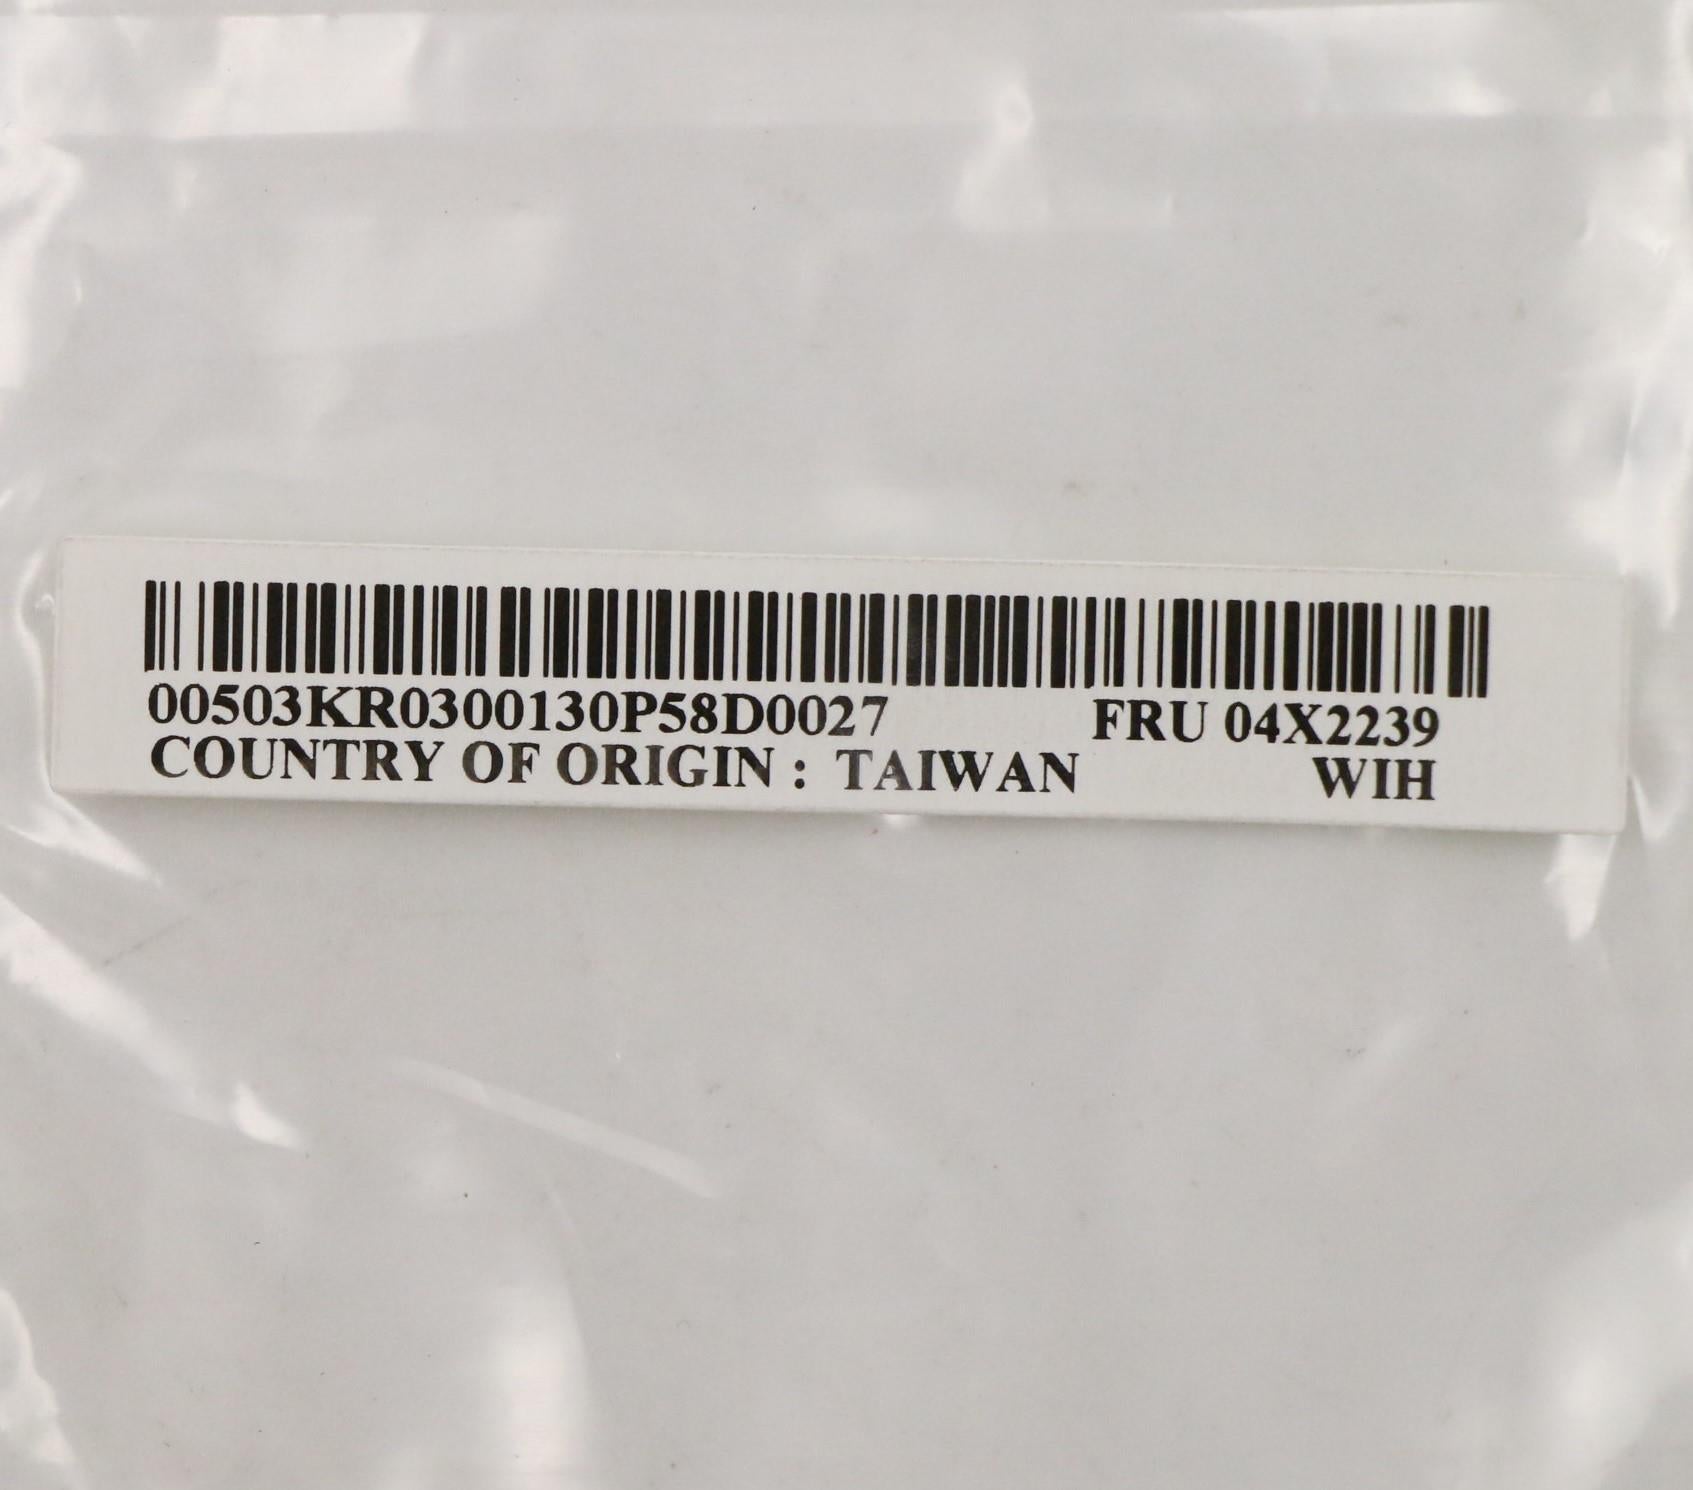 00503KR0300130P58D0027 FRU 04X2239
COUNTRY OF ORIGIN : TAIWAN WIH